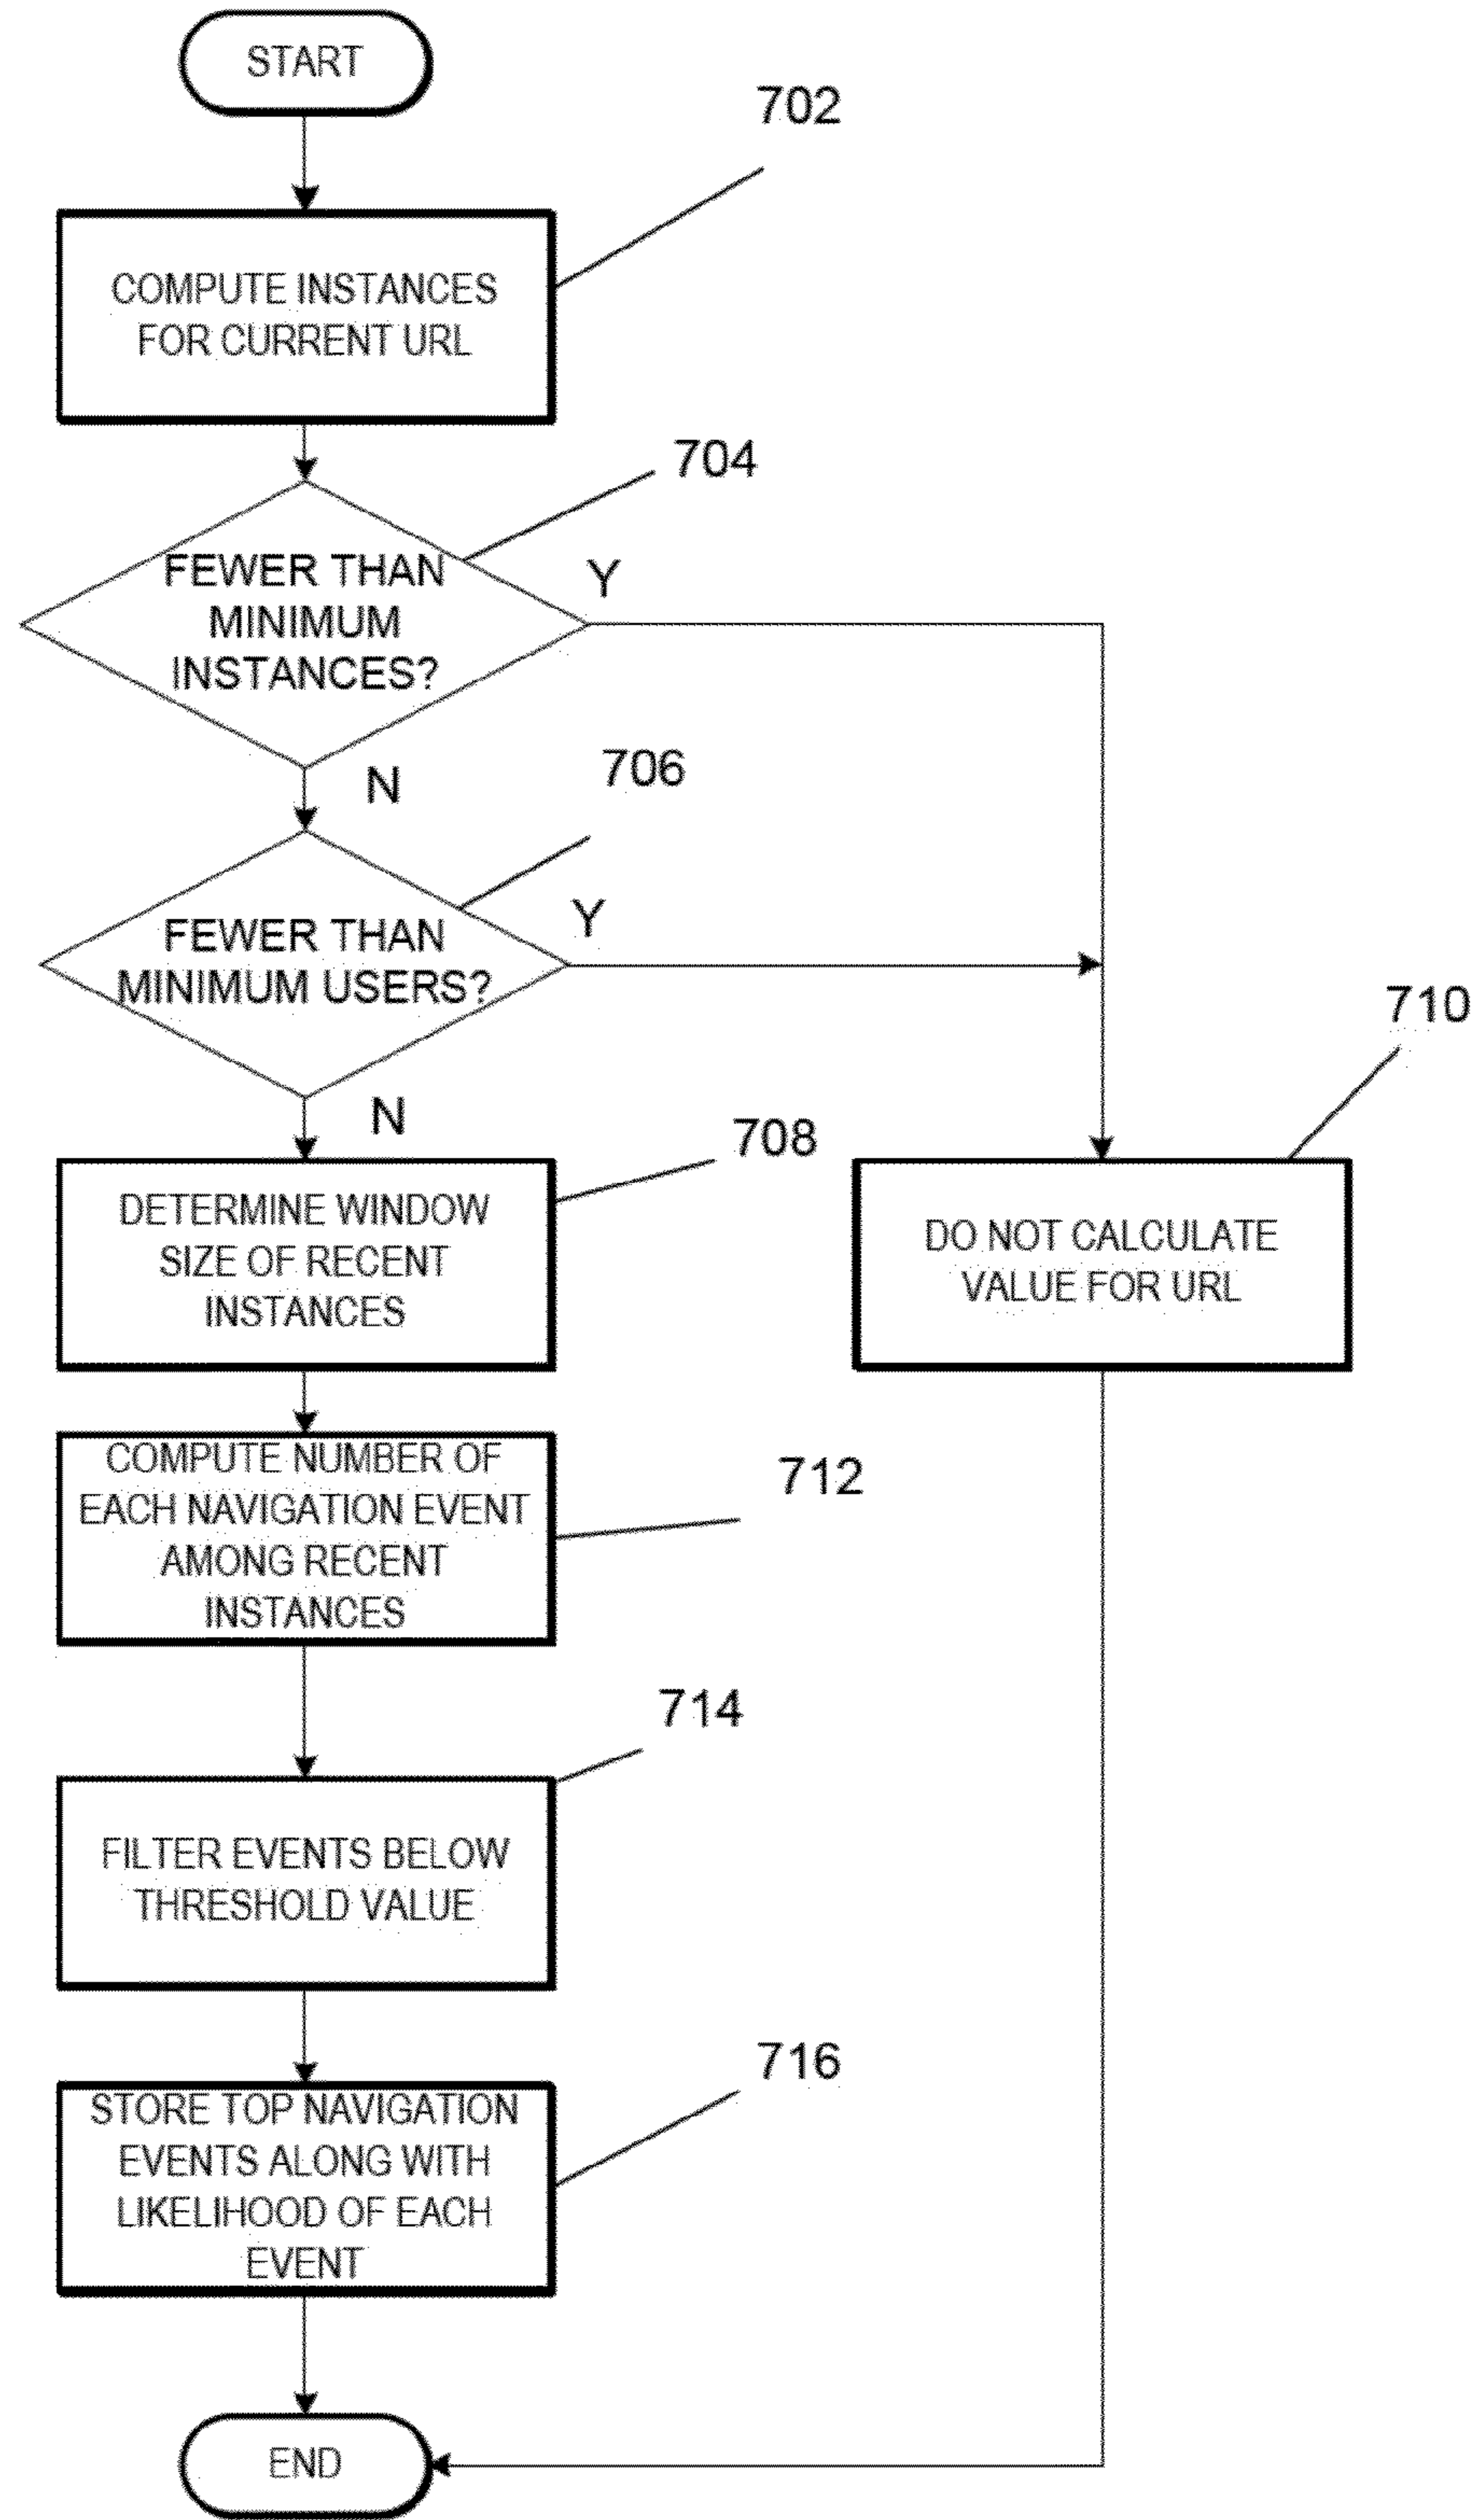 START
702
COMPUTE INSTANCES
FOR CURRENT URL
704
FEWER THAN
MINIMUM
INSTANCES?
Y
N
706
FEWER THAN
MINIMUM USERS?
Y
N
708
DETERMINE WINDOW
SIZE OF RECENT
INSTANCES
710
DO NOT CALCULATE
VALUE FOR URL
COMPUTE NUMBER OF
EACH NAVIGATION EVENT
AMONG RECENT
INSTANCES
712
714
FILTER EVENTS BELOW
THRESHOLD VALUE
716
STORE TOP NAVIGATION
EVENTS ALONG WITH
LIKELIHOOD OF EACH
EVENT
END